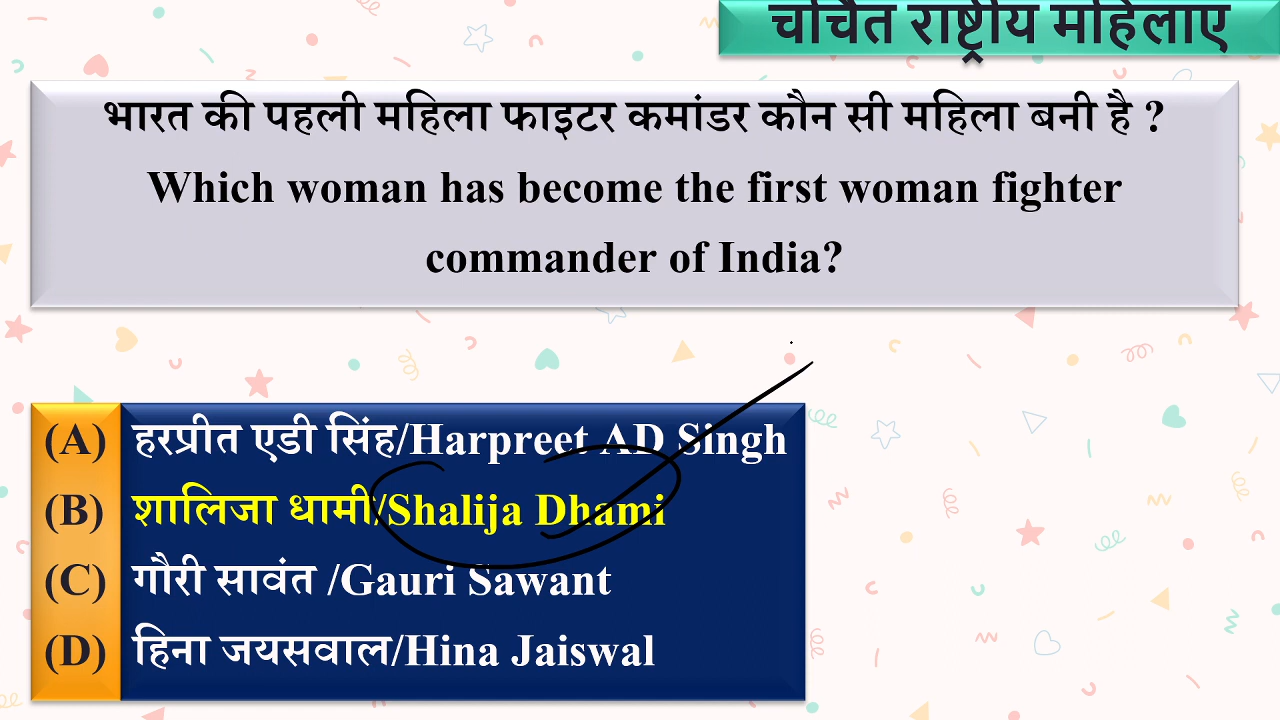 चर्चित राष्ट्रीय महिलाए
भारत की पहली महिला फाइटर कमांडर कौन सी महिला बनी है ?
Which woman has become the first woman fighter
commander of India?
(A) हरप्रीत एडी सिंह/Harpreet AD Singh
(B) शालिजा धामी/Shalija Dhami
(C) गौरी सावंत /Gauri Sawant
(D) हिना जयसवाल/Hina Jaiswal